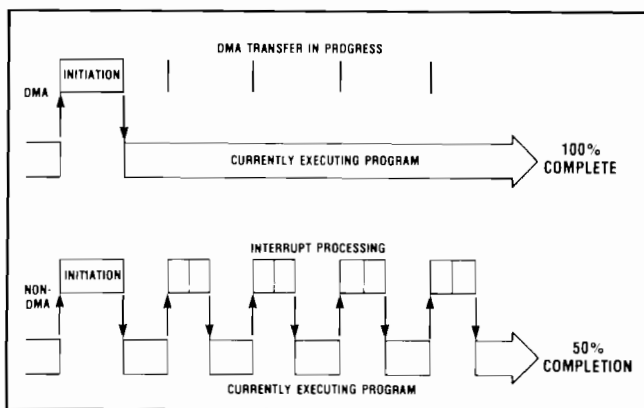 DMA TRANSFER IN PROGRESS
INITIATION
DMA
CURRENTLY EXECUTING PROGRAM
100%
COMPLETE
INTERRUPT PROCESSING
INITIATION
NON-
DMA
50%
COMPLETION
CURRENTLY EXECUTING PROGRAM